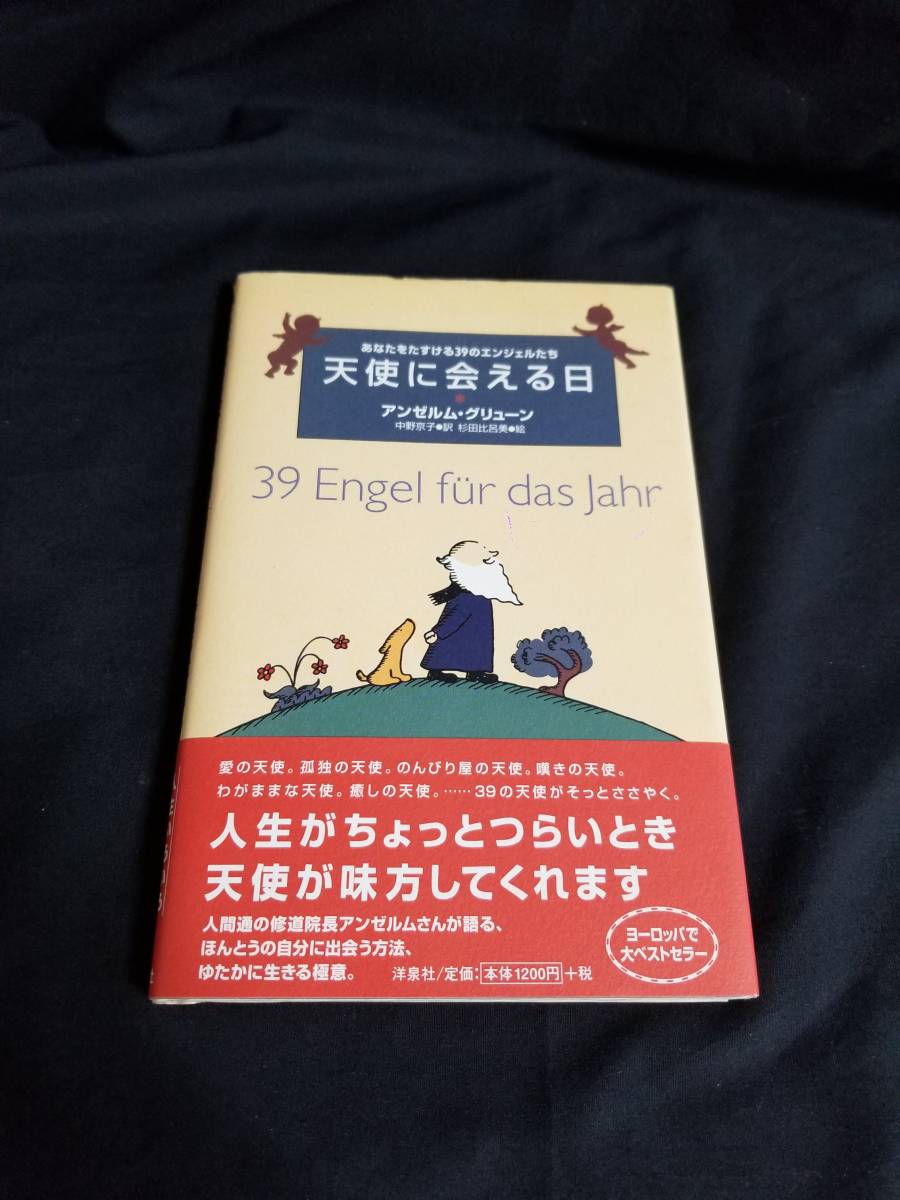 あなたをたすける39のエンジェルたち
天使に会える日
アンゼルム・グリューン
中野京子●訳 杉田比呂美●絵
39 Engel für das Jahr
愛の天使。孤独の天使。のんびり屋の天使。嘆きの天使。
わがままな天使。癒しの天使。……39の天使がそっとささやく。
人生がちょっとつらいとき
天使が味方してくれます
人間通の修道院長アンゼルムさんが語る、
ほんとうの自分に出会う方法、
ゆたかに生きる極意。
洋泉社/定価:本体1200円+税
ヨーロッパで
大ベストセラー